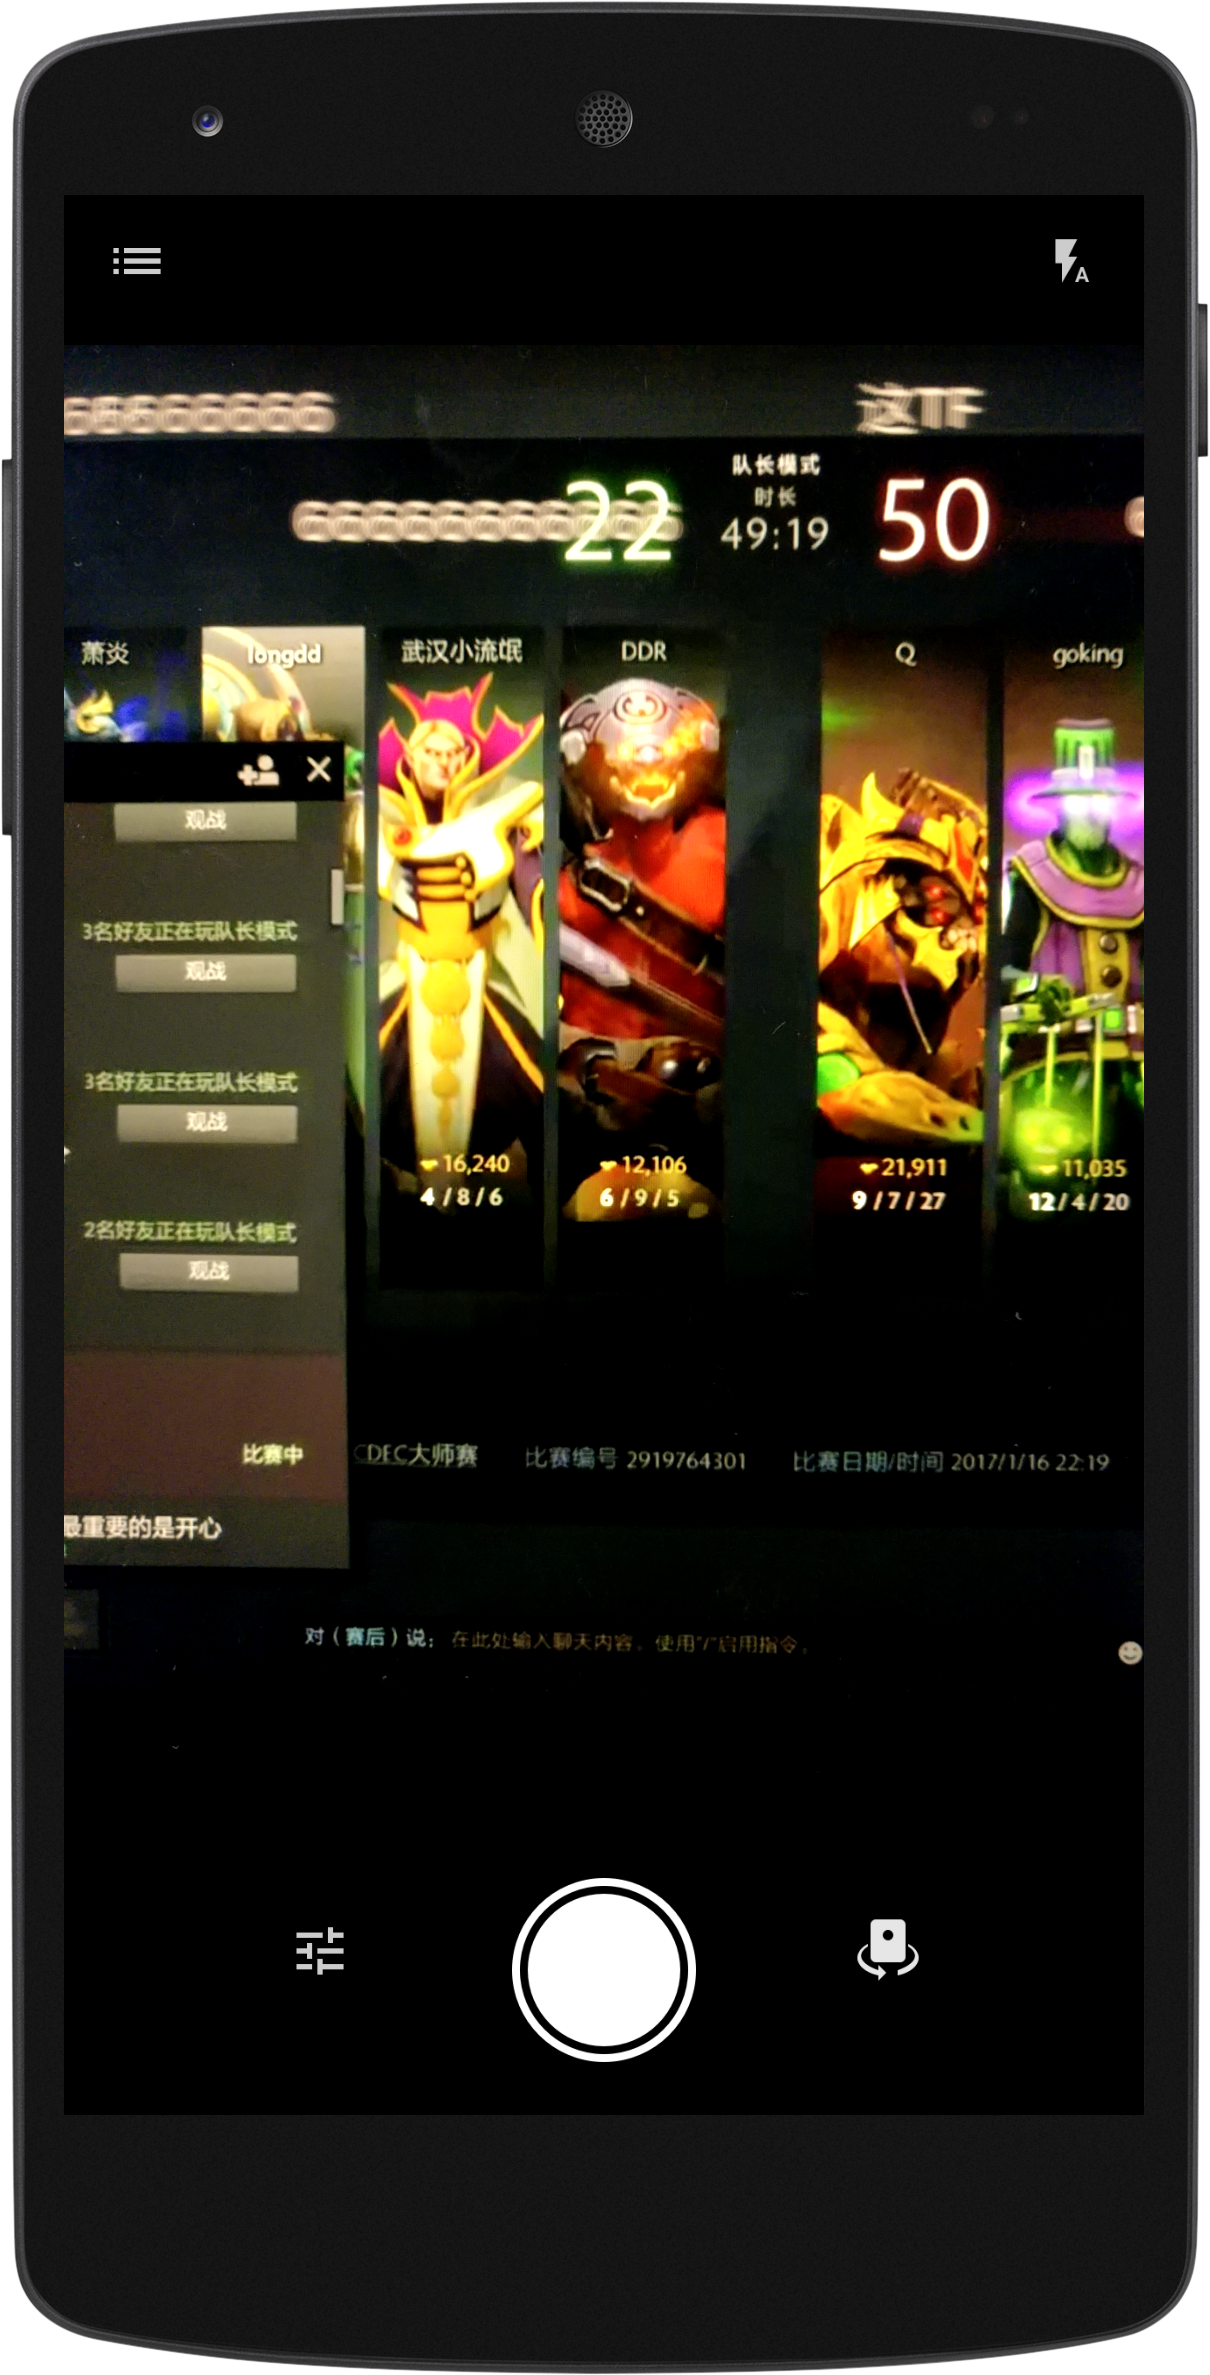 A
666666666
这TF
队长模式
时长
22
49:19
50
萧炎
longdd
武汉小流氓
DDR
Q
goking
观战
3名好友正在玩队长模式
观战
3名好友正在玩队长模式
观战
2名好友正在玩队长模式
观战
16,240
12,106
21,911
11,035
4 / 8 / 6
6 / 9 / 5
9 / 7 / 27
12 / 4 / 20
比赛中
CDEC大师赛
比赛编号 2919764301
比赛日期/时间 2017/1/16 22:19
最重要的是开心
对（赛后）说：
在此处输入聊天内容。使用"/"启用指令。